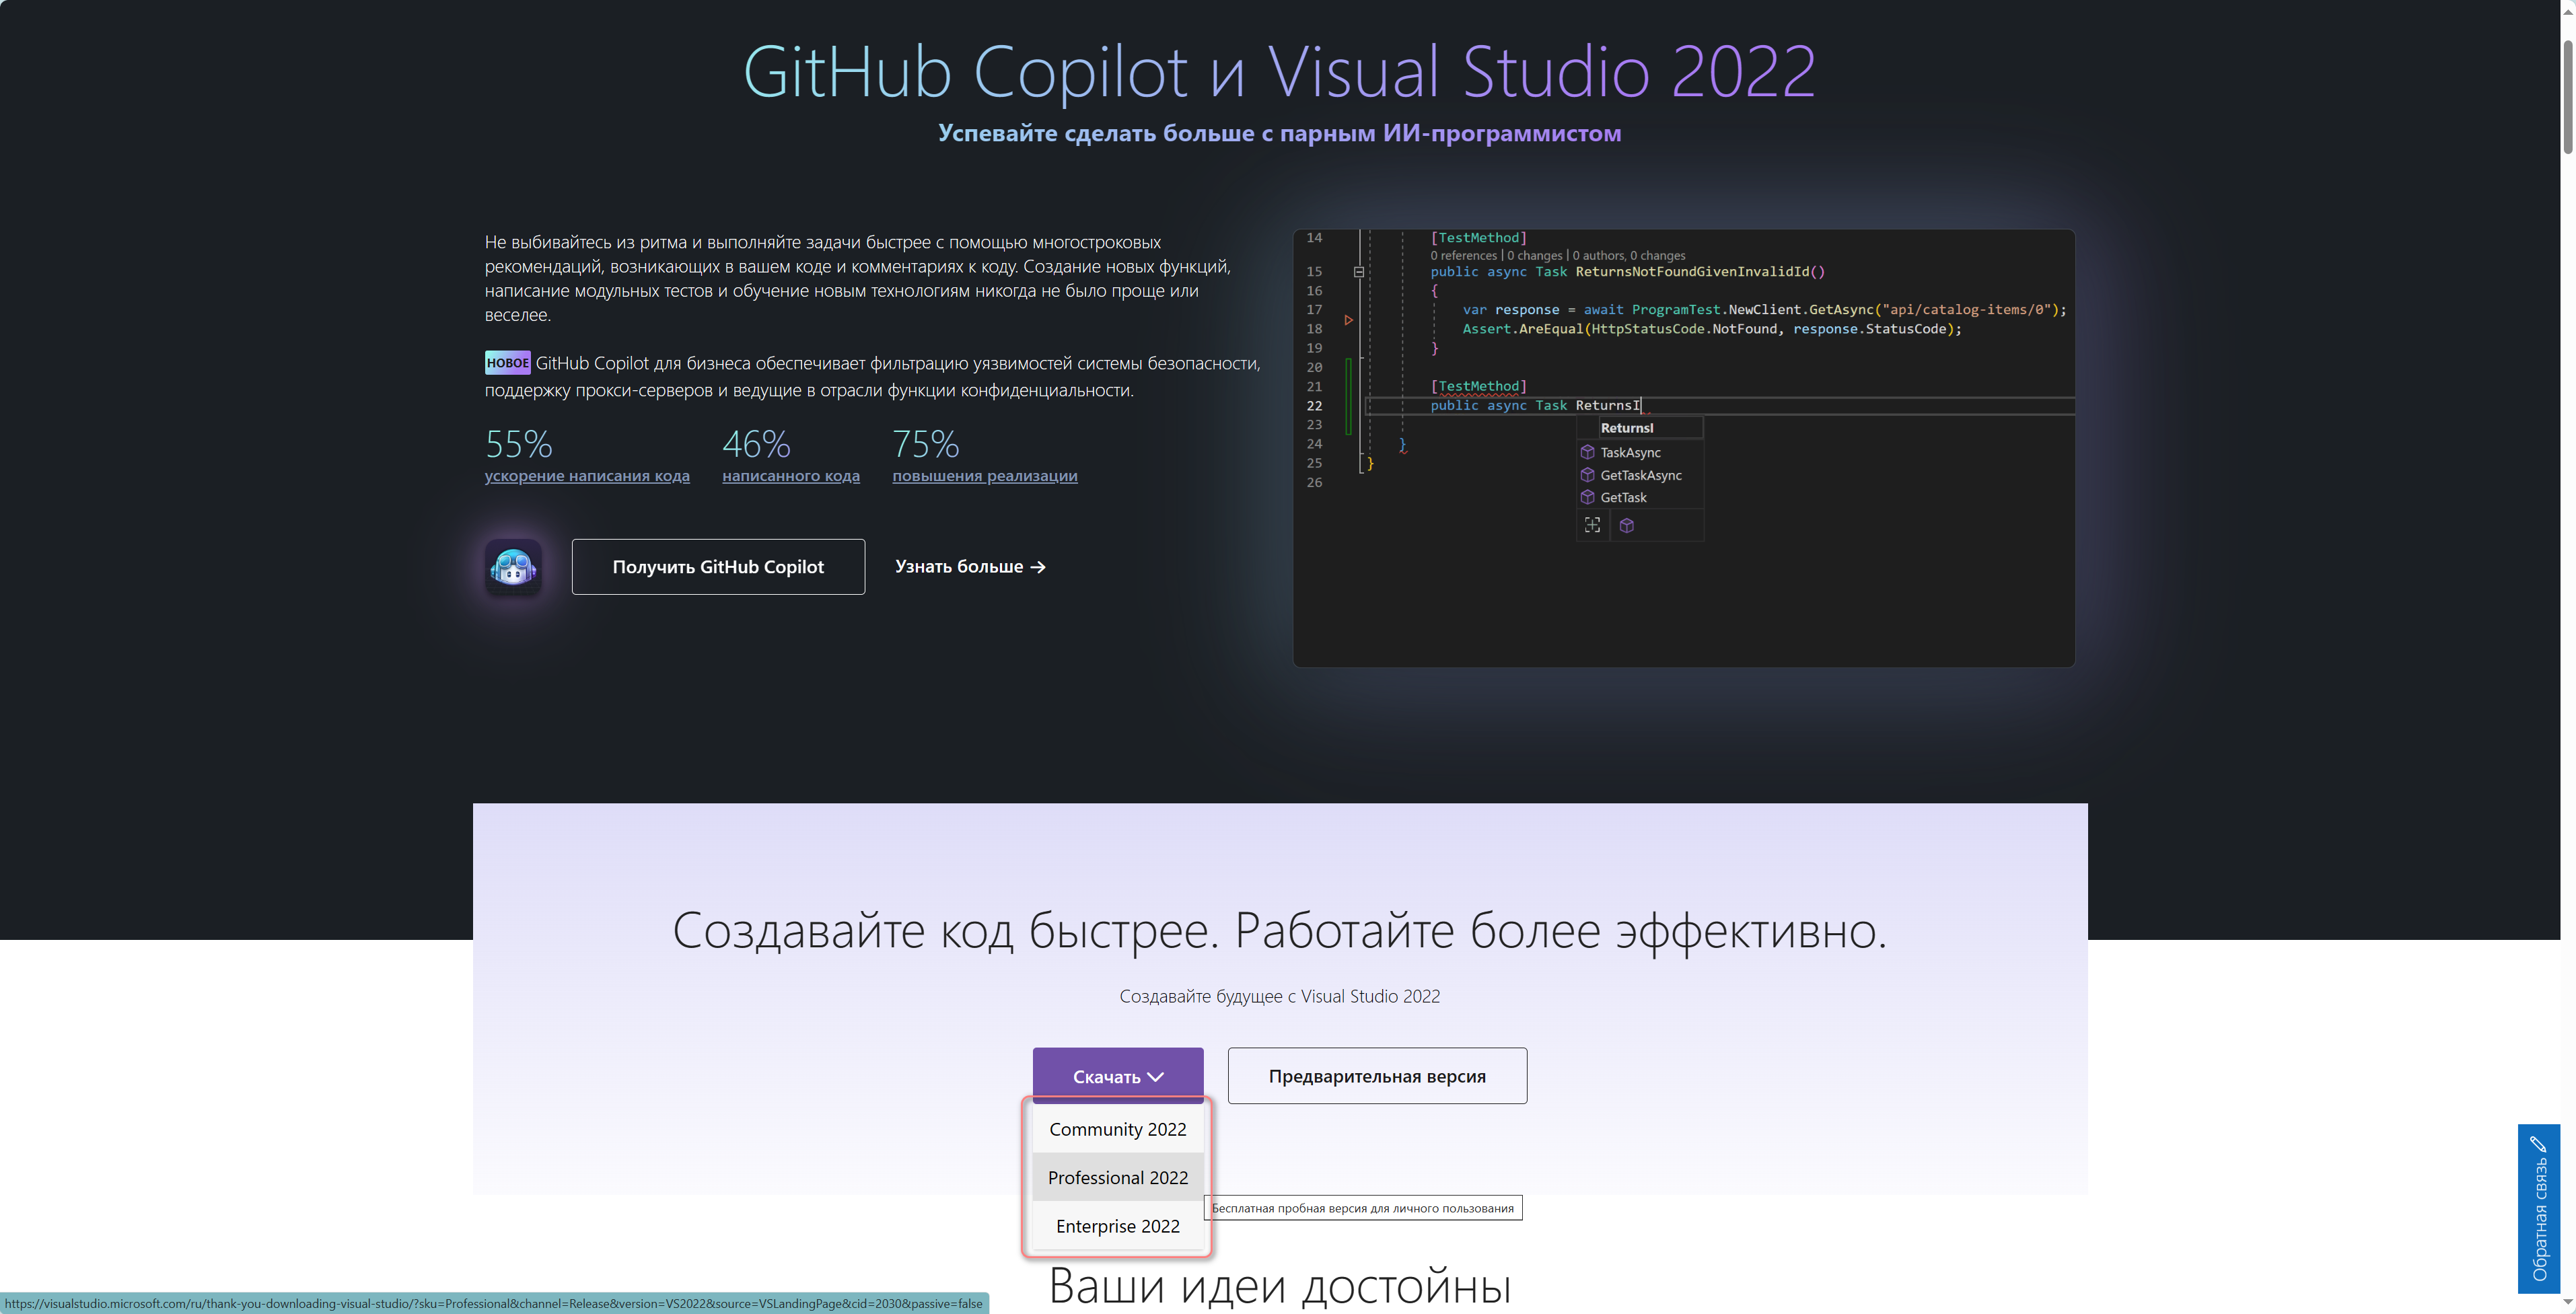 GitHub Copilot и Visual Studio 2022
Успевайте сделать больше с парным ИИ-программистом
Не выбивайтесь из ритма и выполняйте задачи быстрее с помощью многостроковых
рекомендаций, возникающих в вашем коде и комментариях к коду. Создание новых функций,
написание модульных тестов и обучение новым технологиям никогда не было проще или
веселее.
НОВОЕ GitHub Copilot для бизнеса обеспечивает фильтрацию уязвимостей системы безопасности,
поддержку прокси-серверов и ведущие в отрасли функции конфиденциальности.
55% 46% 75%
ускорение написания кода написанного кода повышения реализации
Получить GitHub Copilot Узнать больше →
14 [TestMethod]
0 references | 0 changes | 0 authors, 0 changes
15 public async Task ReturnsNotFoundGivenInvalidId()
16 {
17 var response = await ProgramTest.NewClient.GetAsync("api/catalog-items/0");
18 Assert.AreEqual(HttpStatusCode.NotFound, response.StatusCode);
19 }
20
21 [TestMethod]
22 public async Task ReturnsI
23
24 }
25 }
26
ReturnsI
TaskAsync
GetTaskAsync
GetTask
Создавайте код быстрее. Работайте более эффективно.
Создавайте будущее с Visual Studio 2022
Скачать Предварительная версия
Community 2022
Professional 2022
Enterprise 2022
Бесплатная пробная версия для личного пользования
Ваши идеи достойны
Обратная связь
https://visualstudio.microsoft.com/ru/thank-you-downloading-visual-studio/?sku=Professional&channel=Release&version=VS2022&source=VSLandingPage&cid=2030&passive=false